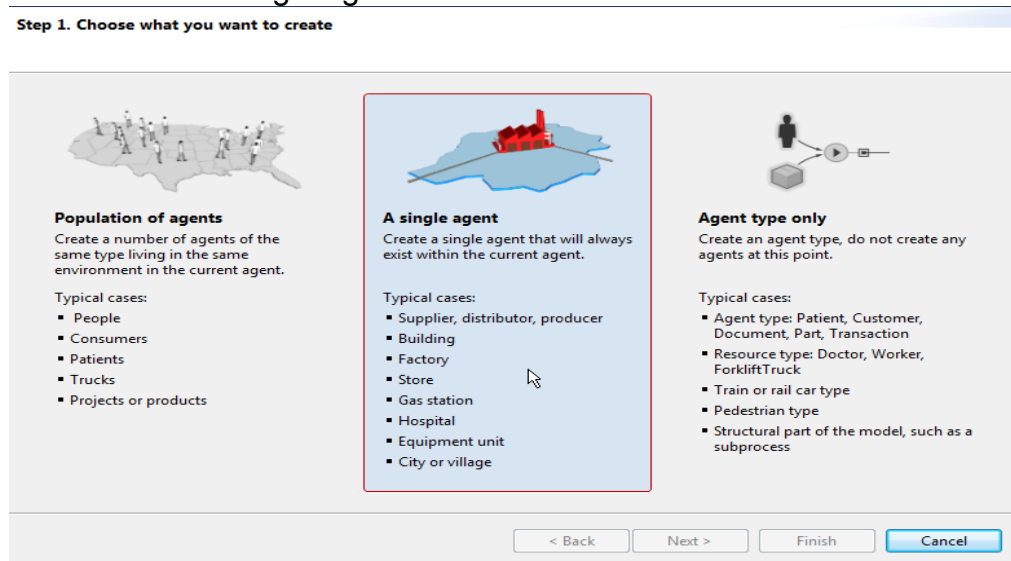 Step 1. Choose what you want to create
Population of agents
Create a number of agents of the
same type living in the same
environment in the current agent.
Typical cases:
▪ People
▪ Consumers
▪ Patients
▪ Trucks
▪ Projects or products
A single agent
Create a single agent that will always
exist within the current agent.
Typical cases:
▪ Supplier, distributor, producer
▪ Building
▪ Factory
▪ Store
▪ Gas station
▪ Hospital
▪ Equipment unit
▪ City or village
Agent type only
Create an agent type, do not create any
agents at this point.
Typical cases:
▪ Agent type: Patient, Customer,
Document, Part, Transaction
▪ Resource type: Doctor, Worker,
ForkliftTruck
▪ Train or rail car type
▪ Pedestrian type
▪ Structural part of the model, such as a
subprocess
< Back
Next >
Finish
Cancel